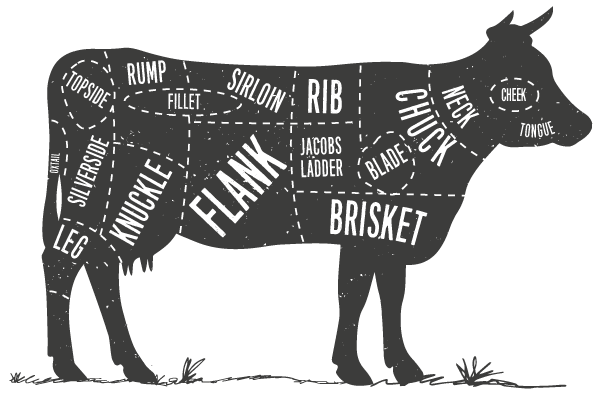 RUMP
SIRLOIN
RIB
CHUCK
NECK
CHEEK
TONGUE
TOPSIDE
FILLET
OXTAIL
SILVERSIDE
KNUCKLE
FLANK
JACOBS
LADDER
BLADE
LEG
BRISKET